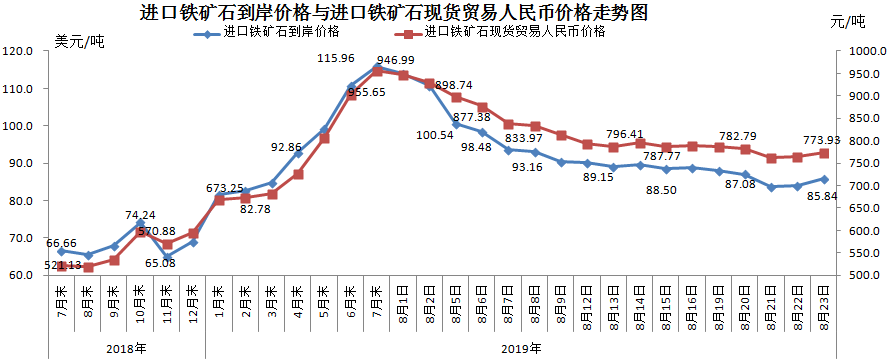 进口铁矿石到岸价格与进口铁矿石现货贸易人民币价格走势图
美元/吨
元/吨
进口铁矿石到岸价格
进口铁矿石现货贸易人民币价格
120.0
110.0
100.0
90.0
80.0
70.0
60.0
1000.0
950.0
900.0
850.0
800.0
750.0
700.0
650.0
600.0
550.0
500.0
66.66
521.13
74.24
570.88
65.08
673.25
82.78
92.86
115.96
955.65
946.99
898.74
100.54
877.38
98.48
833.97
93.16
796.41
89.15
787.77
88.50
782.79
87.08
773.93
85.84
7月末
8月末
9月末
10月末
11月末
12月末
1月末
2月末
3月末
4月末
5月末
6月末
7月末
8月1日
8月2日
8月5日
8月6日
8月7日
8月8日
8月9日
8月12日
8月13日
8月14日
8月15日
8月16日
8月19日
8月20日
8月21日
8月22日
8月23日
2018年
2019年